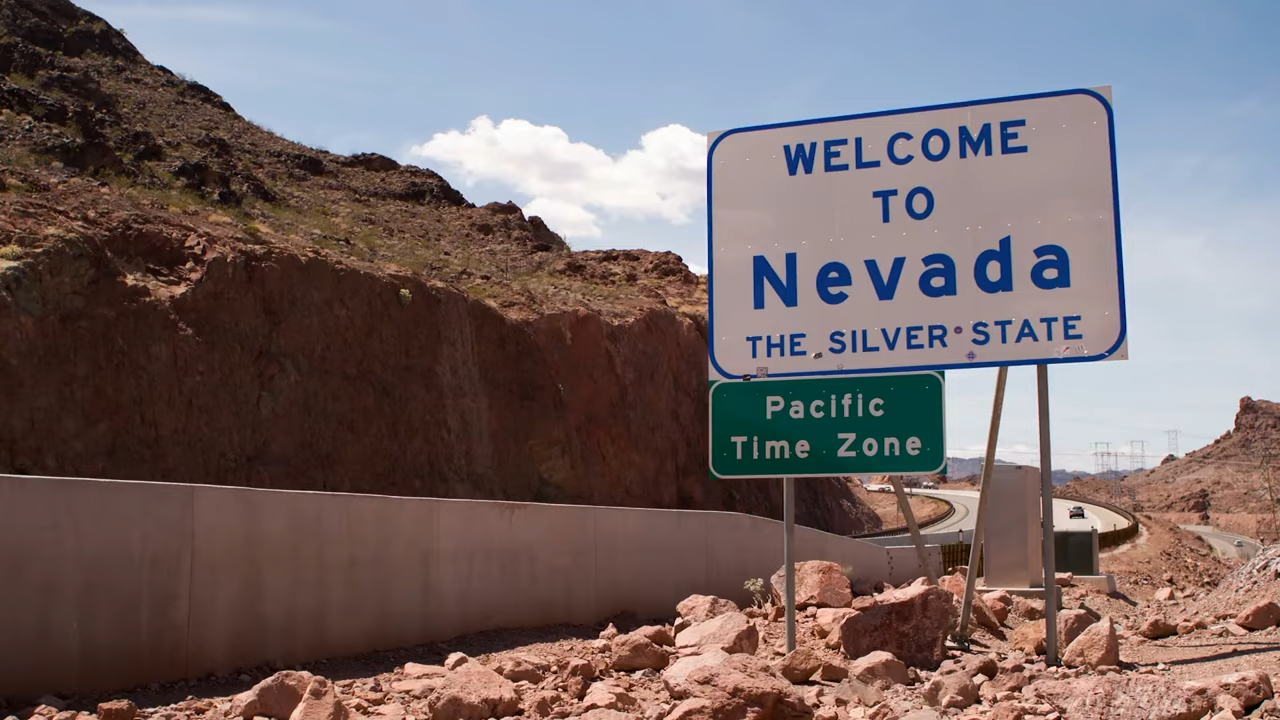 WELCOME
TO
Nevada
THE SILVER STATE
Pacific
Time Zone